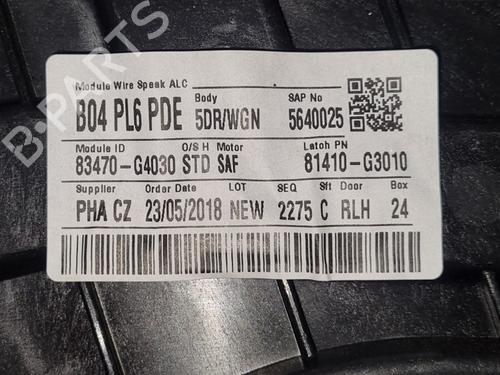 Module Wire Speak ALC
Body
SAP No
B04 PL6 PDE
5DR/WGN
5640025
Module ID
O/S H
Motor
Latch PN
83470-G4030
STD
SAF
81410-G3010
Supplier
Order Date
LOT
SEQ
Sft
Door
Box
PHA CZ
23/05/2018
NEW
2275
C
RLH
24
B-PARTS